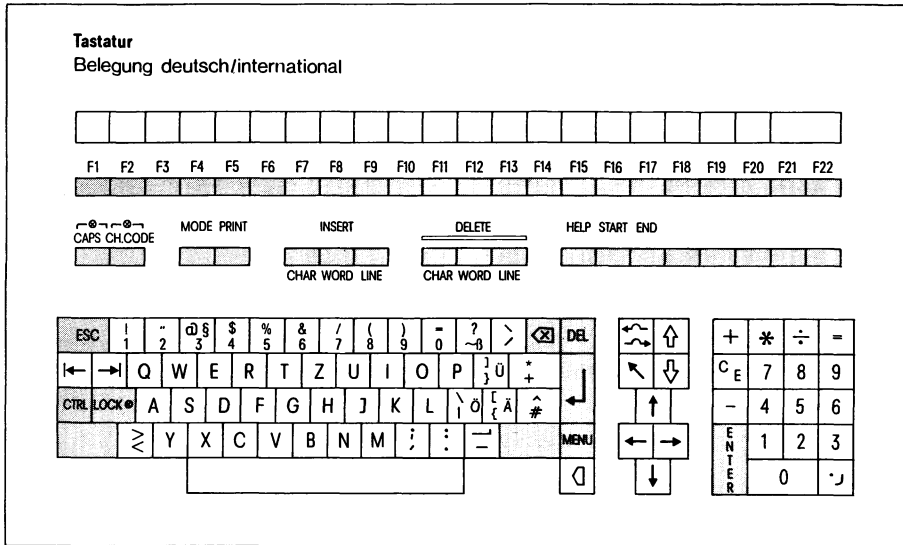 Tastatur
Belegung deutsch/international
F1 F2 F3 F4 F5 F6 F7 F8 F9 F10 F11 F12 F13 F14 F15 F16 F17 F18 F19 F20 F21 F22
CAPS CH.CODE MODE PRINT INSERT DELETE HELP START END
CHAR WORD LINE CHAR WORD LINE
ESC ! 1 " 2 @ § 3 $ 4 % 5 & 6 / 7 ( 8 ) 9 = 0 ? ~ß \ / DEL + * ÷ =
Q W E R T Z U I O P ] } Ü * + C E 7 8 9
CTRL LOCK A S D F G H J K L \ | Ö [ { Ä ^ # - 4 5 6
> < Y X C V B N M ; , : . _ MENU ENTER 1 2 3
0 .,